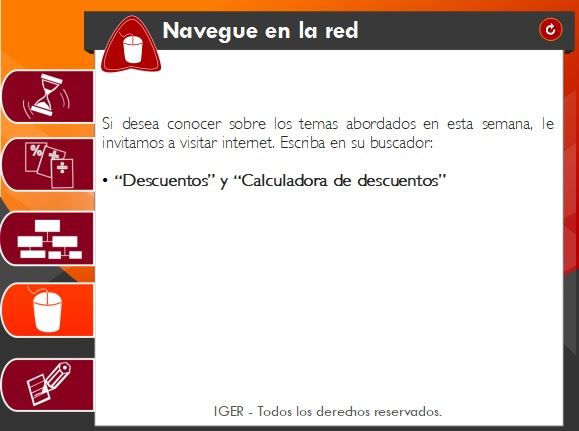 Navegue en la red
Si desea conocer sobre los temas abordados en esta semana, le
invitamos a visitar internet. Escriba en su buscador:
• “Descuentos” y “Calculadora de descuentos”
IGER - Todos los derechos reservados.